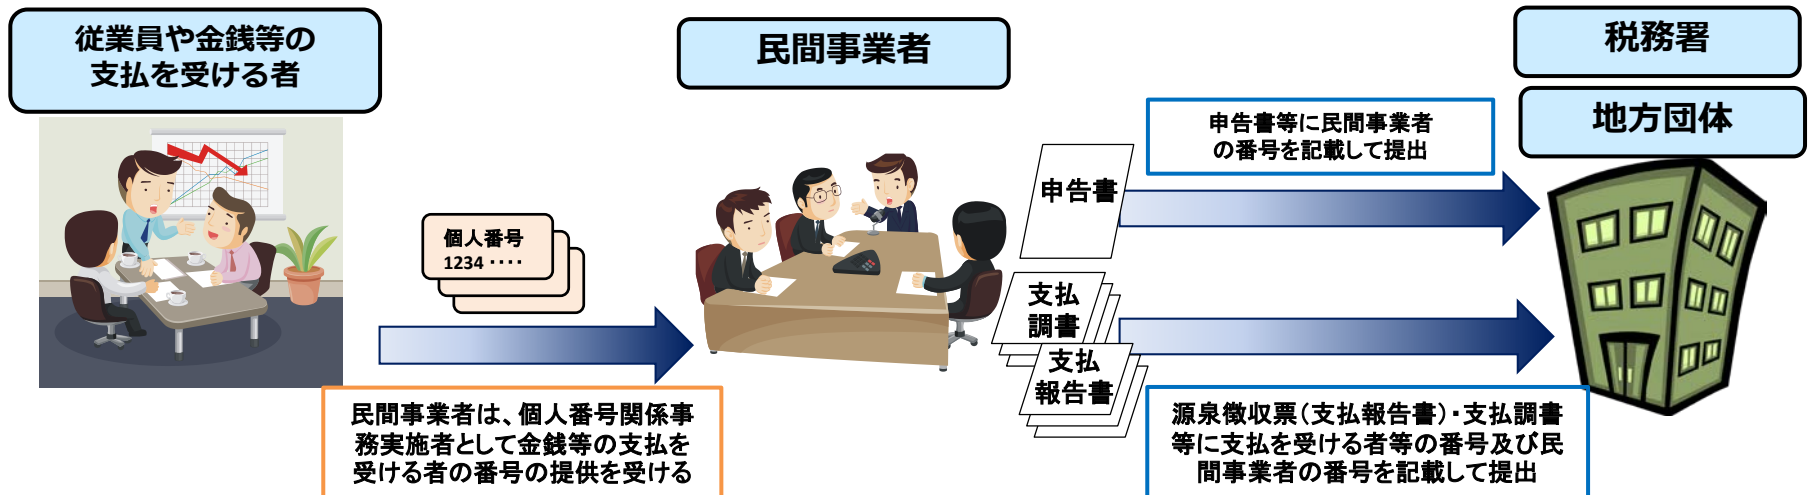 従業員や金銭等の
支払を受ける者
民間事業者
税務署
地方団体
個人番号
1234 ‥‥
民間事業者は、個人番号関係事
務実施者として金銭等の支払を
受ける者の番号の提供を受ける
申告書
申告書等に民間事業者
の番号を記載して提出
支払
調書
支払
報告書
源泉徴収票(支払報告書)・支払調書
等に支払を受ける者等の番号及び民
間事業者の番号を記載して提出